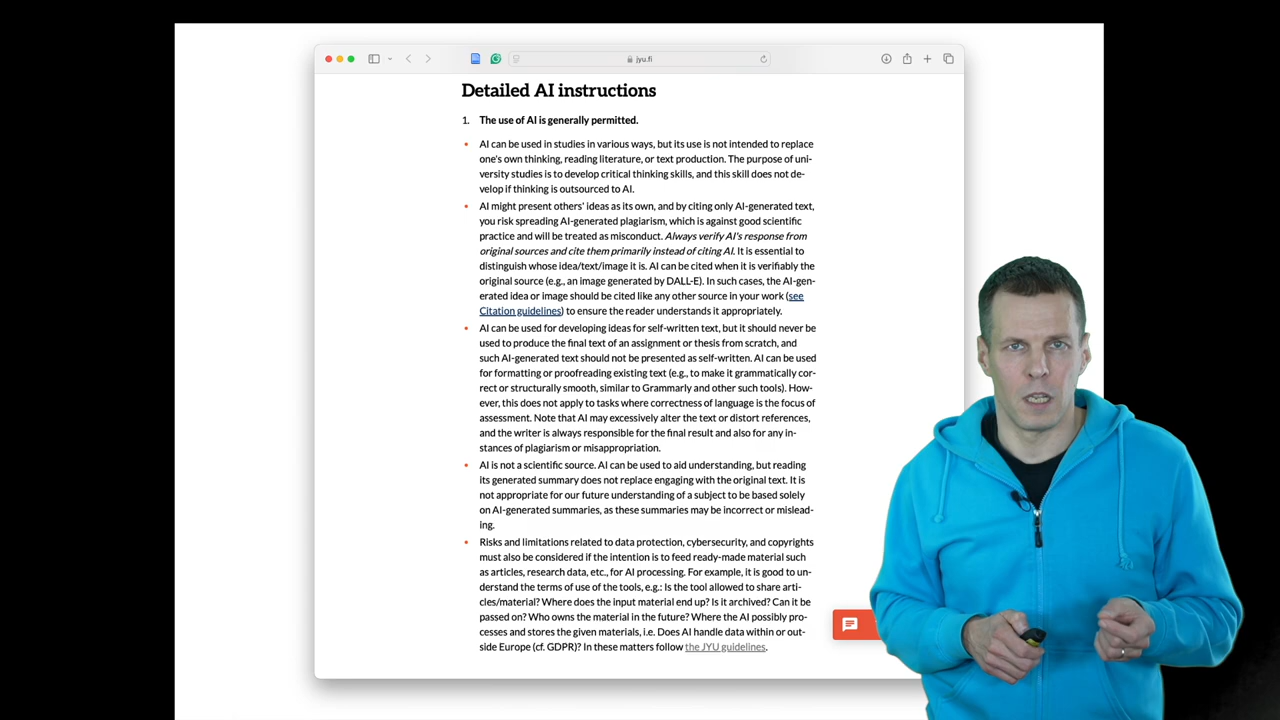 jyu.fi
Detailed AI instructions
1. The use of AI is generally permitted.
• AI can be used in studies in various ways, but its use is not intended to replace
one's own thinking, reading literature, or text production. The purpose of uni-
versity studies is to develop critical thinking skills, and this skill does not de-
velop if thinking is outsourced to AI.
• AI might present others' ideas as its own, and by citing only AI-generated text,
you risk spreading AI-generated plagiarism, which is against good scientific
practice and will be treated as misconduct. Always verify AI's response from
original sources and cite them primarily instead of citing AI. It is essential to
distinguish whose idea/text/image it is. AI can be cited when it is verifiably the
original source (e.g., an image generated by DALL-E). In such cases, the AI-gen-
erated idea or image should be cited like any other source in your work (see
Citation guidelines) to ensure the reader understands it appropriately.
• AI can be used for developing ideas for self-written text, but it should never be
used to produce the final text of an assignment or thesis from scratch, and
such AI-generated text should not be presented as self-written. AI can be used
for formatting or proofreading existing text (e.g., to make it grammatically cor-
rect or structurally smooth, similar to Grammarly and other such tools). How-
ever, this does not apply to tasks where correctness of language is the focus of
assessment. Note that AI may excessively alter the text or distort references,
and the writer is always responsible for the final result and also for any in-
stances of plagiarism or misappropriation.
• AI is not a scientific source. AI can be used to aid understanding, but reading
its generated summary does not replace engaging with the original text. It is
not appropriate for our future understanding of a subject to be based solely
on AI-generated summaries, as these summaries may be incorrect or mislead-
ing.
• Risks and limitations related to data protection, cybersecurity, and copyrights
must also be considered if the intention is to feed ready-made material such
as articles, research data, etc., for AI processing. For example, it is good to un-
derstand the terms of use of the tools, e.g.: Is the tool allowed to share arti-
cles/material? Where does the input material end up? Is it archived? Can it be
passed on? Who owns the material in the future? Where the AI possibly pro-
cesses and stores the given materials, i.e. Does AI handle data within or out-
side Europe (cf. GDPR)? In these matters follow the JYU guidelines.